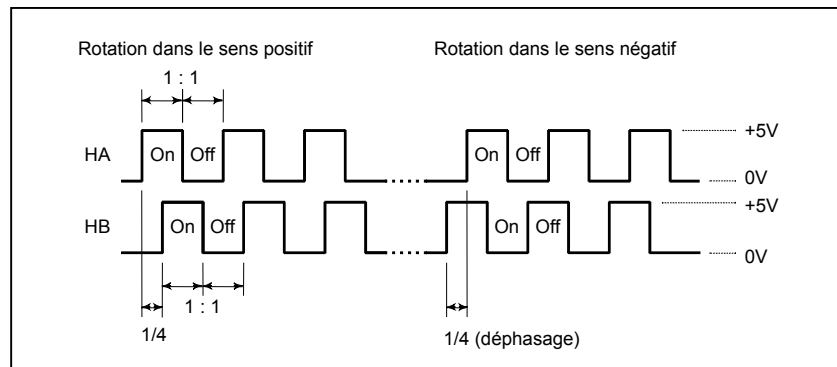 Rotation dans le sens positif
Rotation dans le sens négatif
1 : 1
HA
On
Off
On
Off
+5V
0V
HB
On
Off
On
Off
+5V
0V
1 : 1
1/4
1/4 (déphasage)